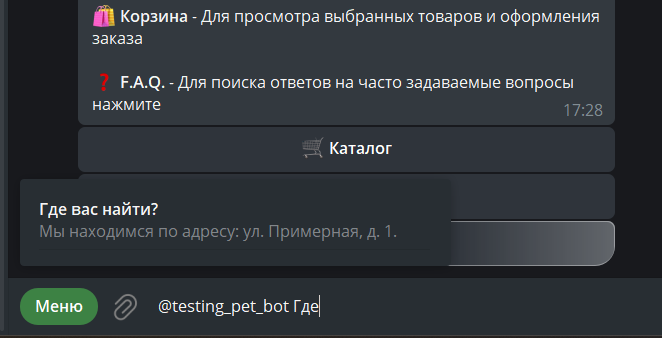 🛍 Корзина - Для просмотра выбранных товаров и оформления
заказа
❓ F.A.Q. - Для поиска ответов на часто задаваемые вопросы
нажмите
17:28
🛒 Каталог
Где вас найти?
Мы находимся по адресу: ул. Примерная, д. 1.
Меню
@testing_pet_bot Где